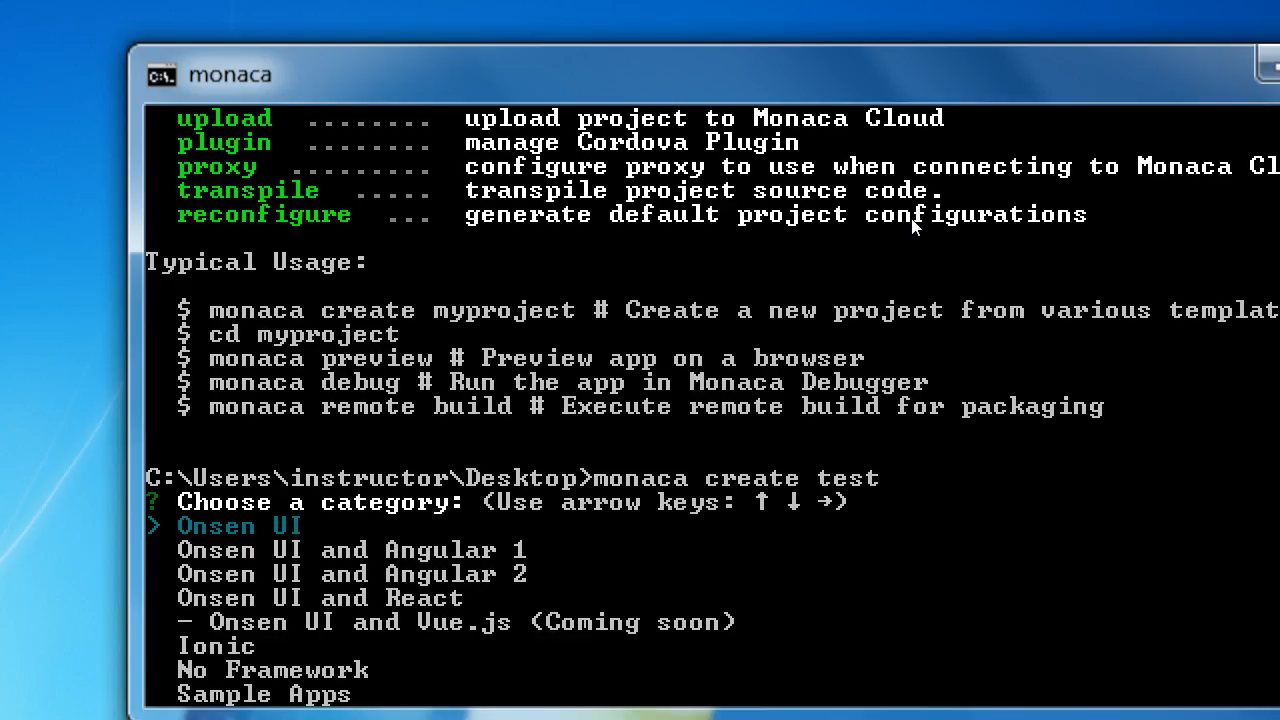 monaca
upload ........ upload project to Monaca Cloud
plugin ........ manage Cordova Plugin
proxy ......... configure proxy to use when connecting to Monaca Cl
transpile ..... transpile project source code.
reconfigure ... generate default project configurations
Typical Usage:
$ monaca create myproject # Create a new project from various templat
$ cd myproject
$ monaca preview # Preview app on a browser
$ monaca debug # Run the app in Monaca Debugger
$ monaca remote build # Execute remote build for packaging
C:\Users\instructor\Desktop>monaca create test
? Choose a category: (Use arrow keys: ↑ ↓ →)
> Onsen UI
Onsen UI and Angular 1
Onsen UI and Angular 2
Onsen UI and React
- Onsen UI and Vue.js (Coming soon)
Ionic
No Framework
Sample Apps